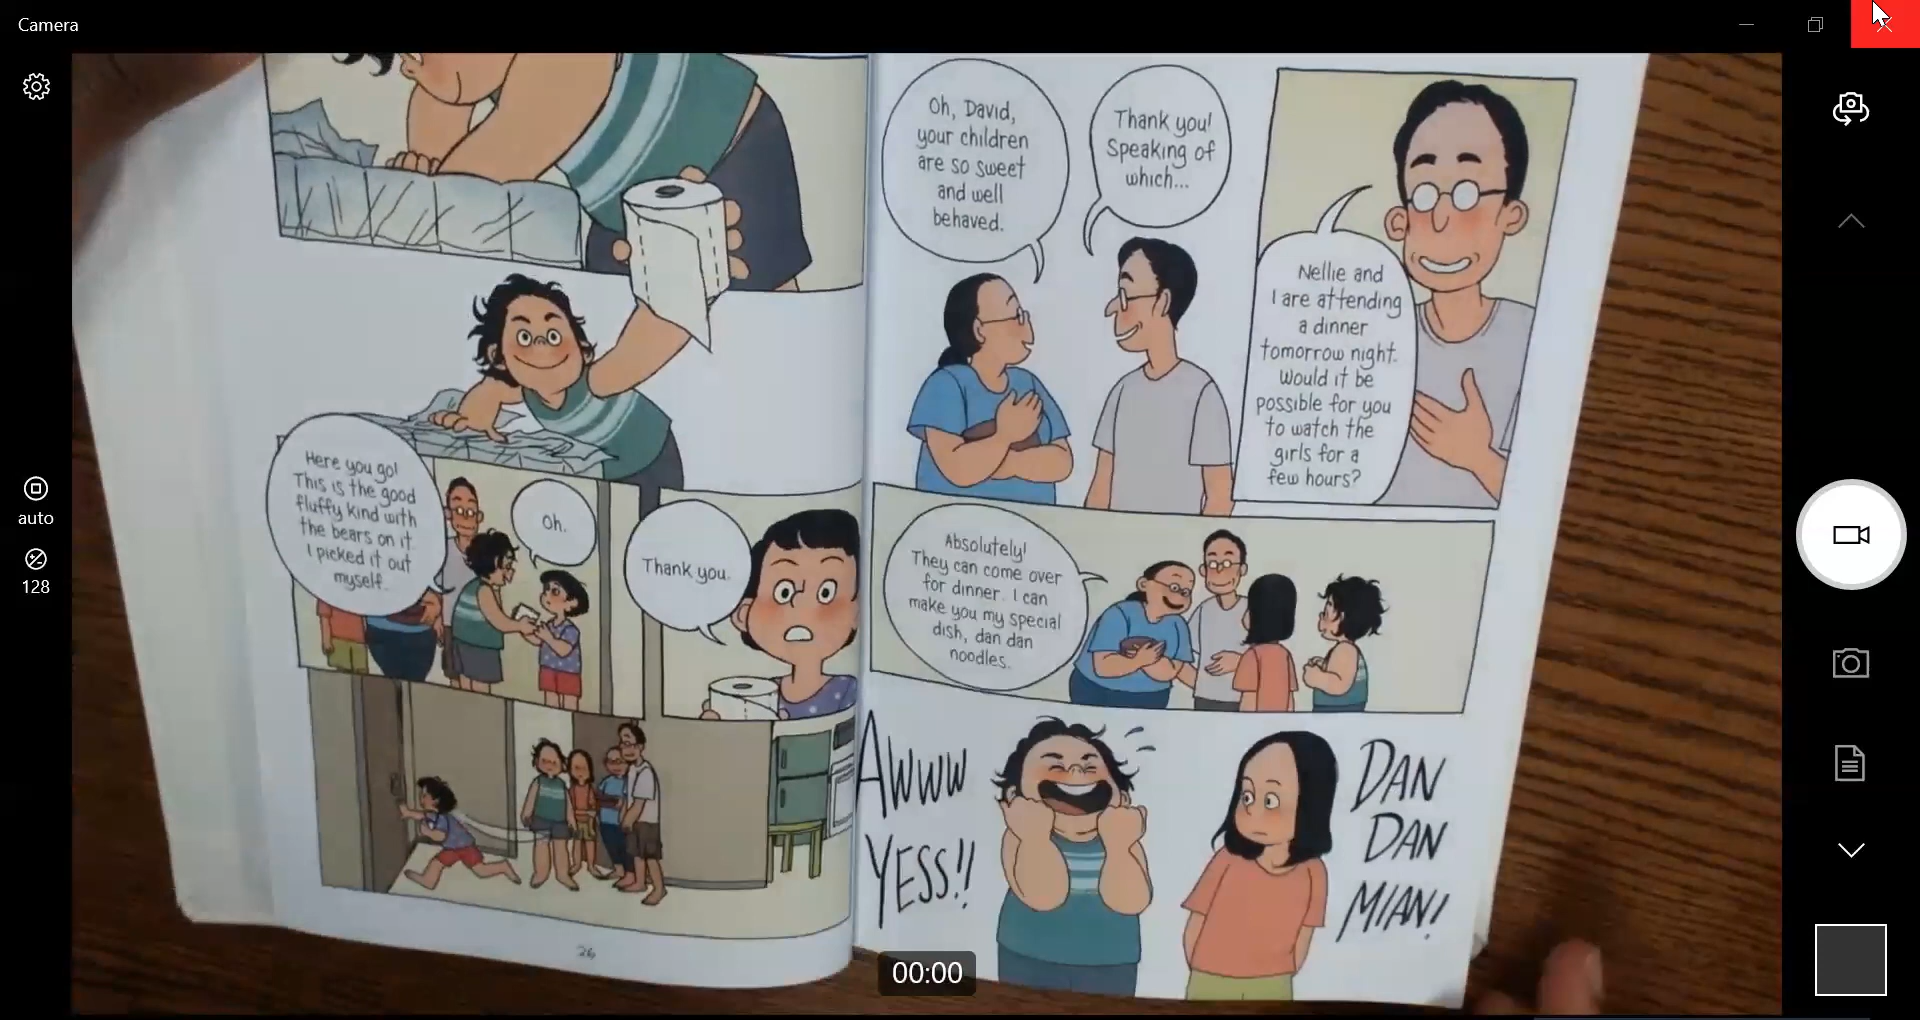 Camera
auto
128
Here you go!
This is the good
fluffy kind with
the bears on it.
I picked it out
myself.
Oh.
Thank you.
26
Oh, David,
your children
are so sweet
and well
behaved.
Thank you!
Speaking of
which...
Nellie and
I are attending
a dinner
tomorrow night.
Would it be
possible for you
to watch the
girls for a
few hours?
Absolutely!
They can come over
for dinner. I can
make you my special
dish, dan dan
noodles.
AWWW
YESS!!
DAN
DAN
MIAN!
00:00